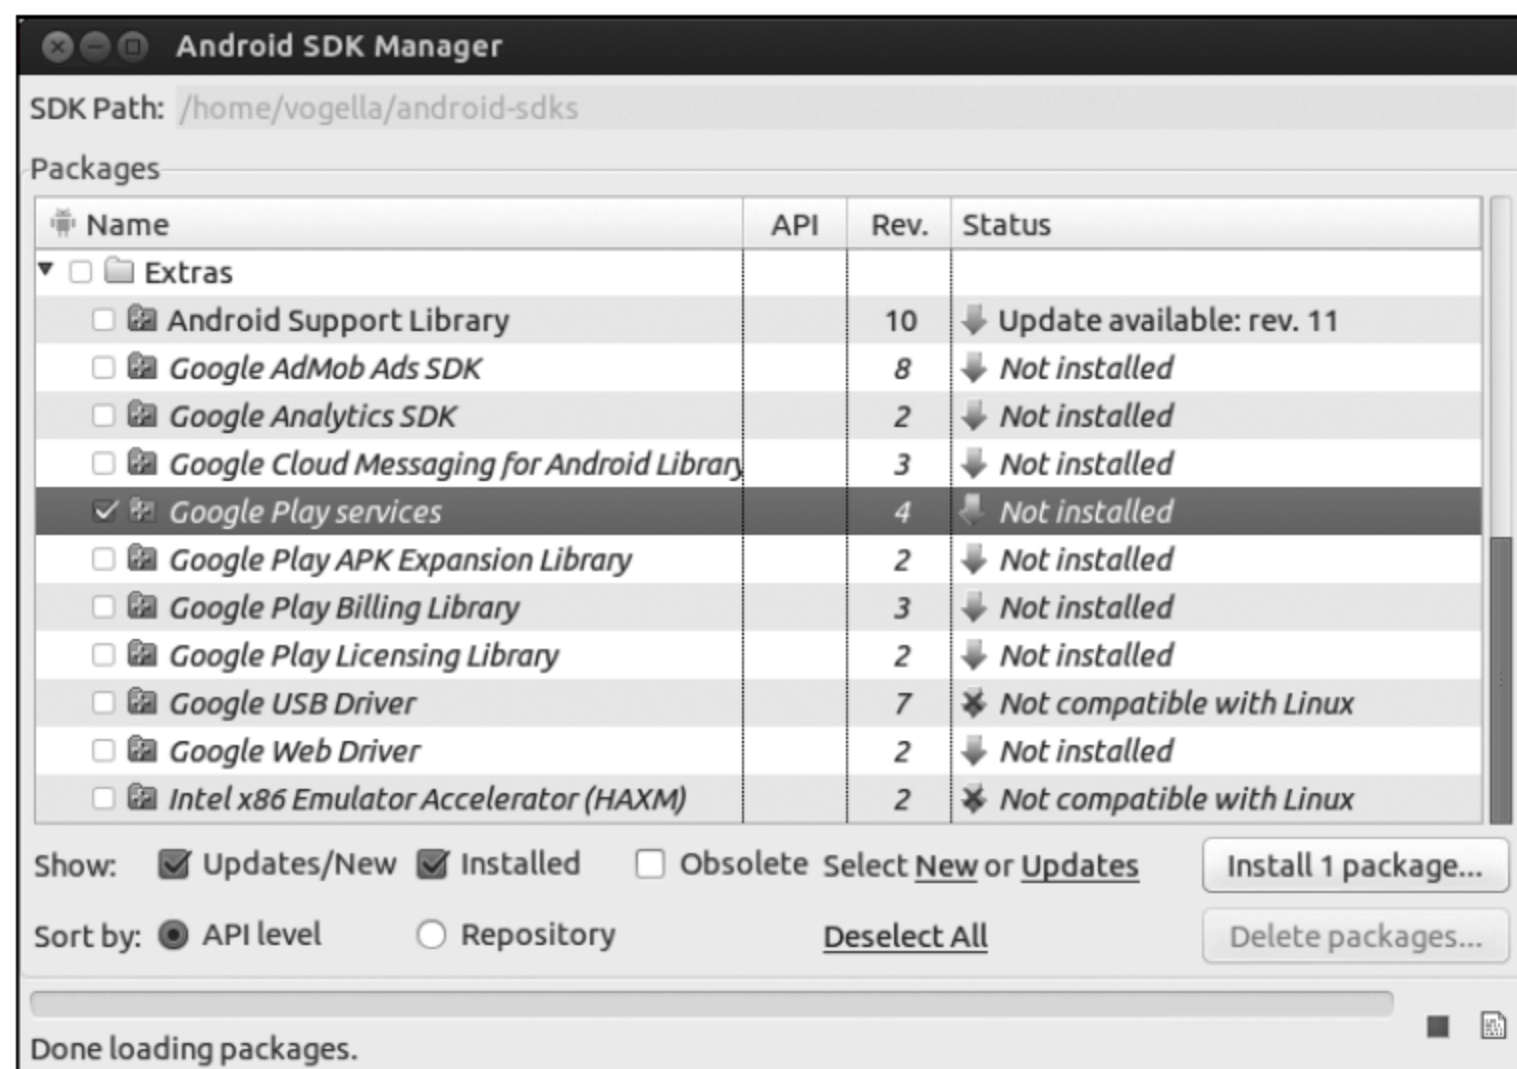 Android SDK Manager
SDK Path: /home/vogella/android-sdks
Packages
Name API Rev. Status
Extras
Android Support Library 10 Update available: rev. 11
Google AdMob Ads SDK 8 Not installed
Google Analytics SDK 2 Not installed
Google Cloud Messaging for Android Library 3 Not installed
Google Play services 4 Not installed
Google Play APK Expansion Library 2 Not installed
Google Play Billing Library 3 Not installed
Google Play Licensing Library 2 Not installed
Google USB Driver 7 Not compatible with Linux
Google Web Driver 2 Not installed
Intel x86 Emulator Accelerator (HAXM) 2 Not compatible with Linux
Show: Updates/New Installed Obsolete Select New or Updates Install 1 package...
Sort by: API level Repository Deselect All Delete packages...
Done loading packages.